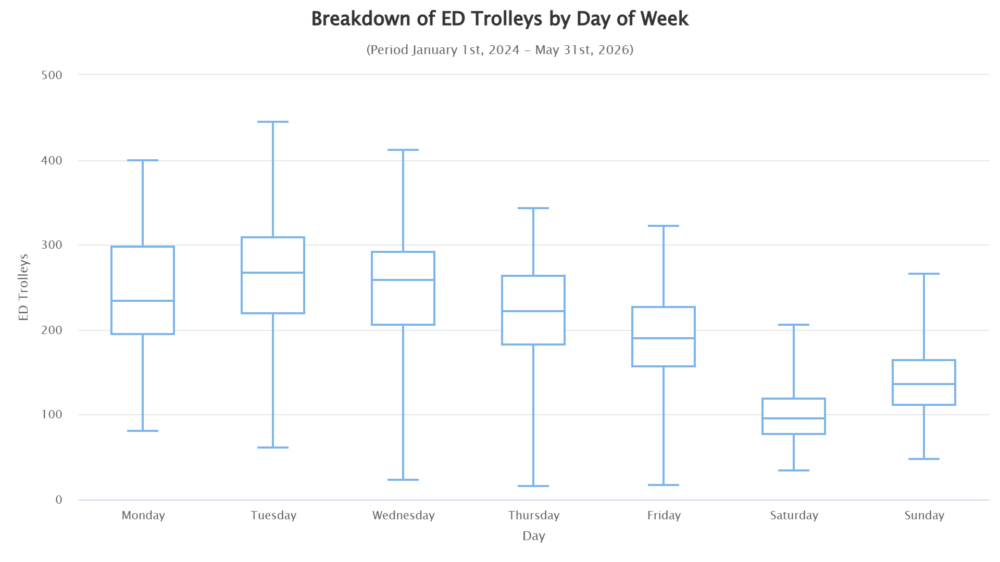 Breakdown of ED Trolleys by Day of Week
(Period January 1st, 2024 – May 31st, 2026)
500
400
300
200
100
0
ED Trolleys
Monday Tuesday Wednesday Thursday Friday Saturday Sunday
Day